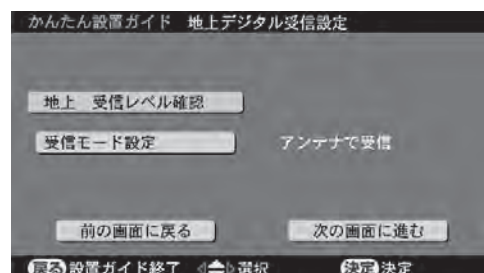 かんたん設置ガイド 地上デジタル受信設定
地上 受信レベル確認
受信モード設定 アンテナで受信
前の画面に戻る 次の画面に進む
戻る 設置ガイド終了 選択 決定 決定